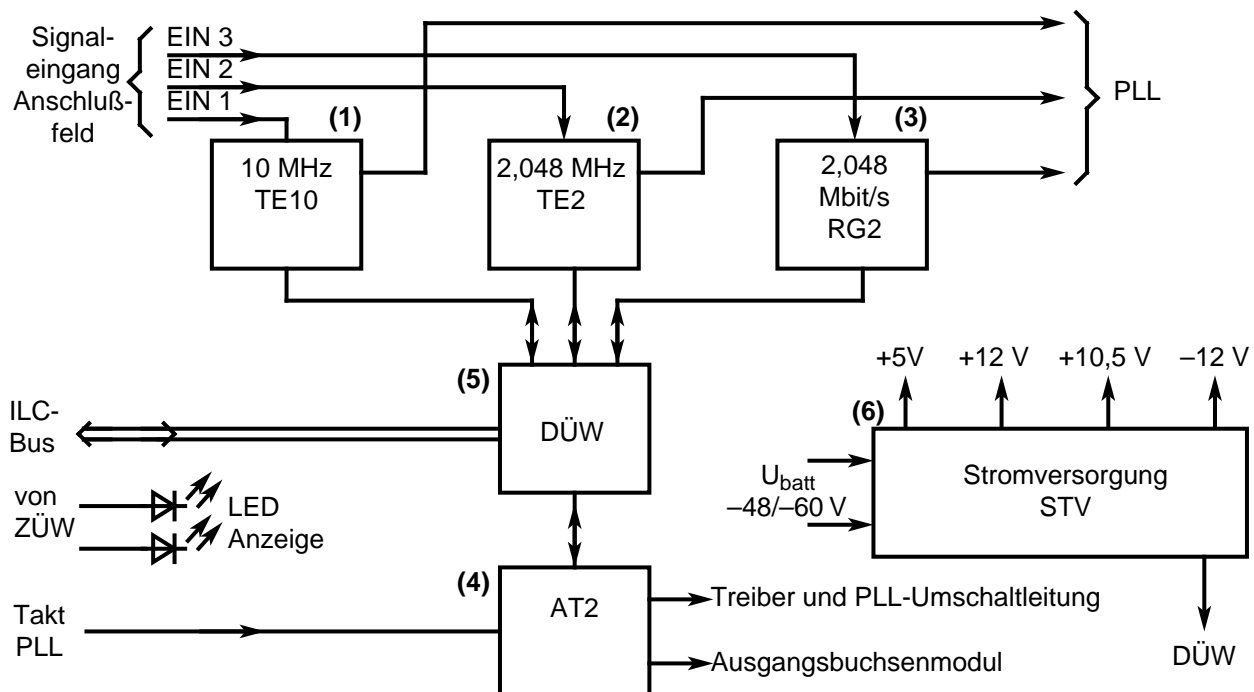 Signal-
eingang
Anschluß-
feld
EIN 3
EIN 2
EIN 1
PLL
(1)
10 MHz
TE10
(2)
2,048 MHz
TE2
(3)
2,048
Mbit/s
RG2
(5)
DÜW
ILC-
Bus
von
ZÜW
LED
Anzeige
+5V
+12 V
+10,5 V
–12 V
(6)
Stromversorgung
STV
Ubatt
–48/–60 V
DÜW
(4)
AT2
Takt
PLL
Treiber und PLL-Umschaltleitung
Ausgangsbuchsenmodul